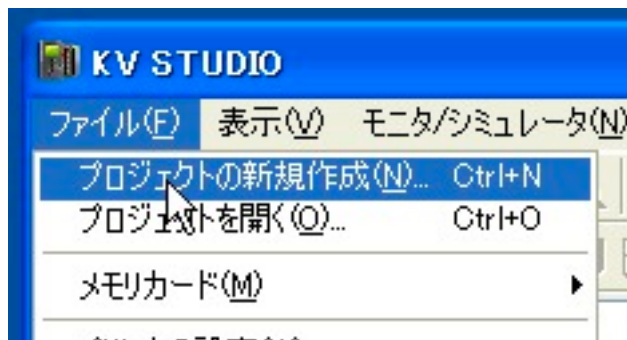 KV STUDIO
ファイル(F) 表示(V) モニタ/シミュレータ(N)
プロジェクトの新規作成(N)... Ctrl+N
プロジェクトを開く(O)... Ctrl+O
メモリカード(M)